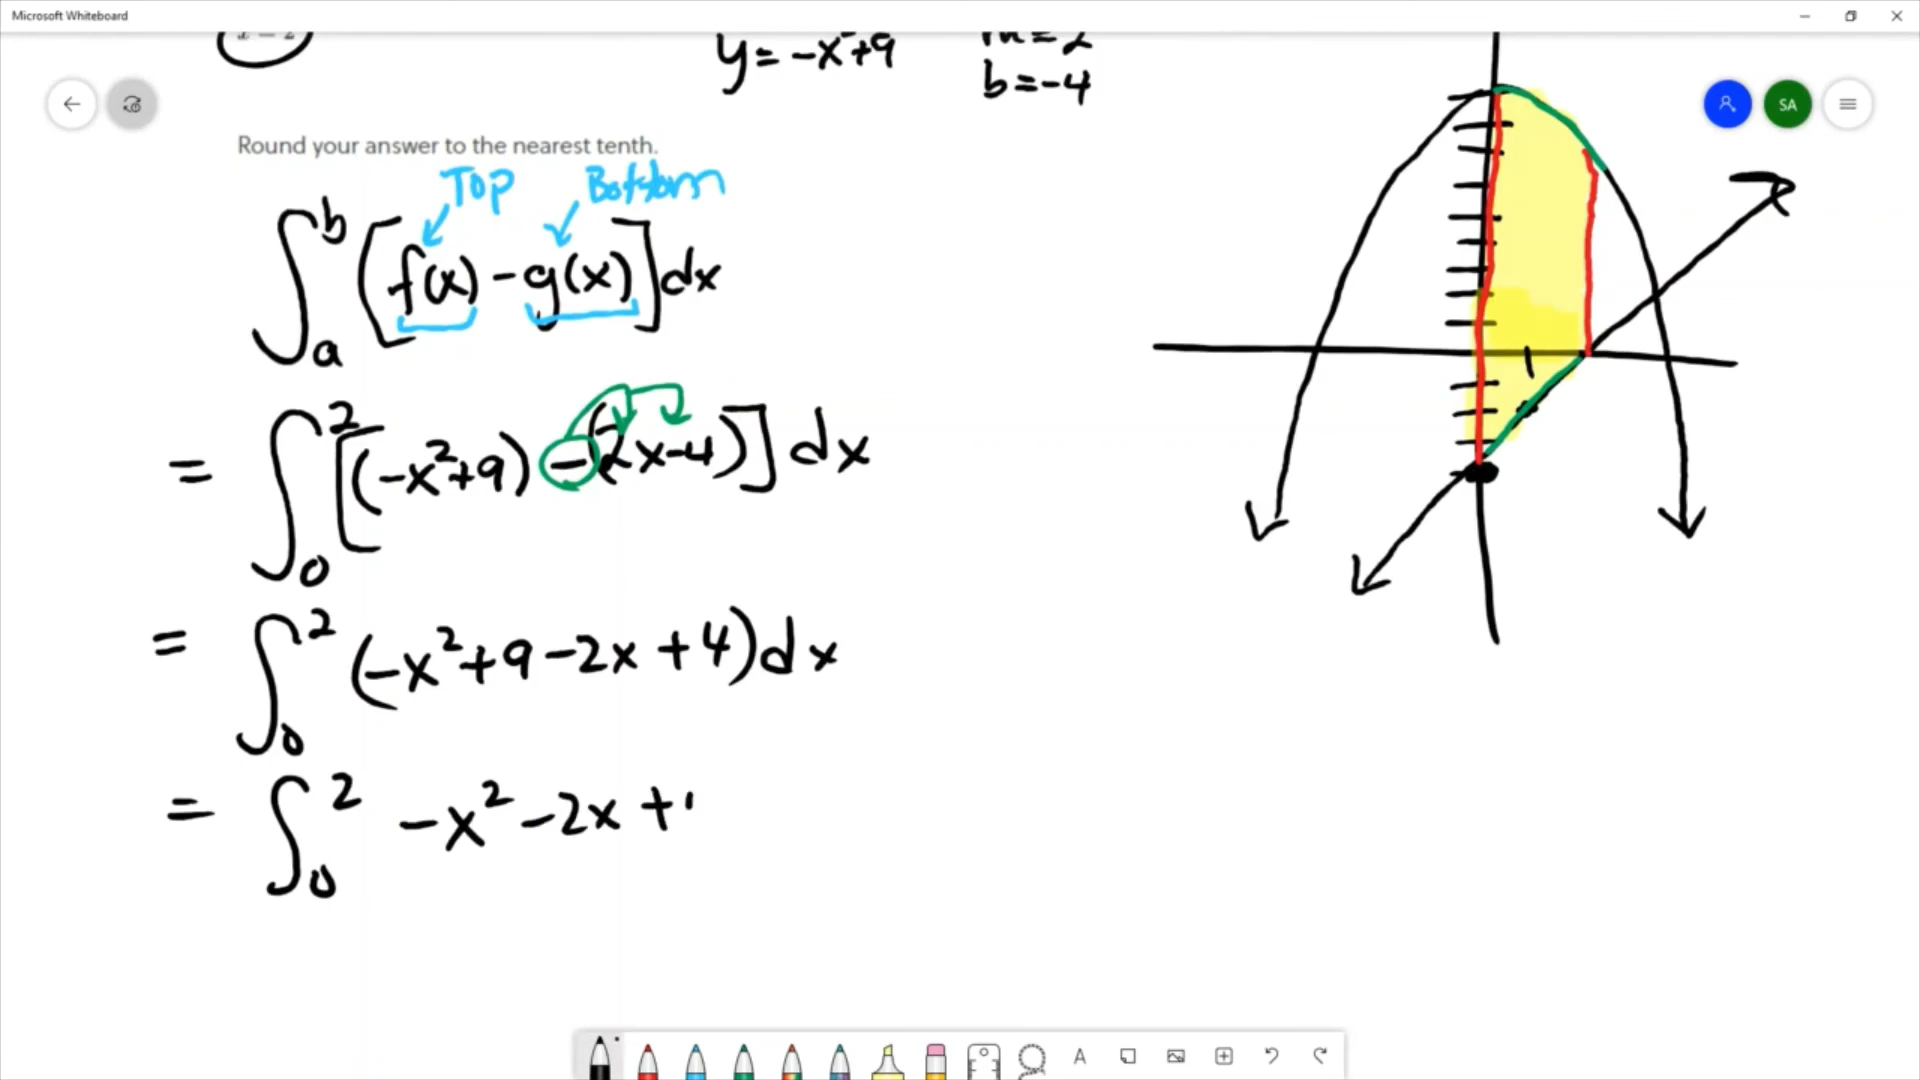 Microsoft Whiteboard
y = -x²+9
b = -4
SA
Round your answer to the nearest tenth.
Top Bottom
∫ₐᵇ [f(x) - g(x)] dx
= ∫₀² [(-x²+9) - (2x-4)] dx
= ∫₀² (-x²+9-2x+4) dx
= ∫₀² -x²-2x+
A